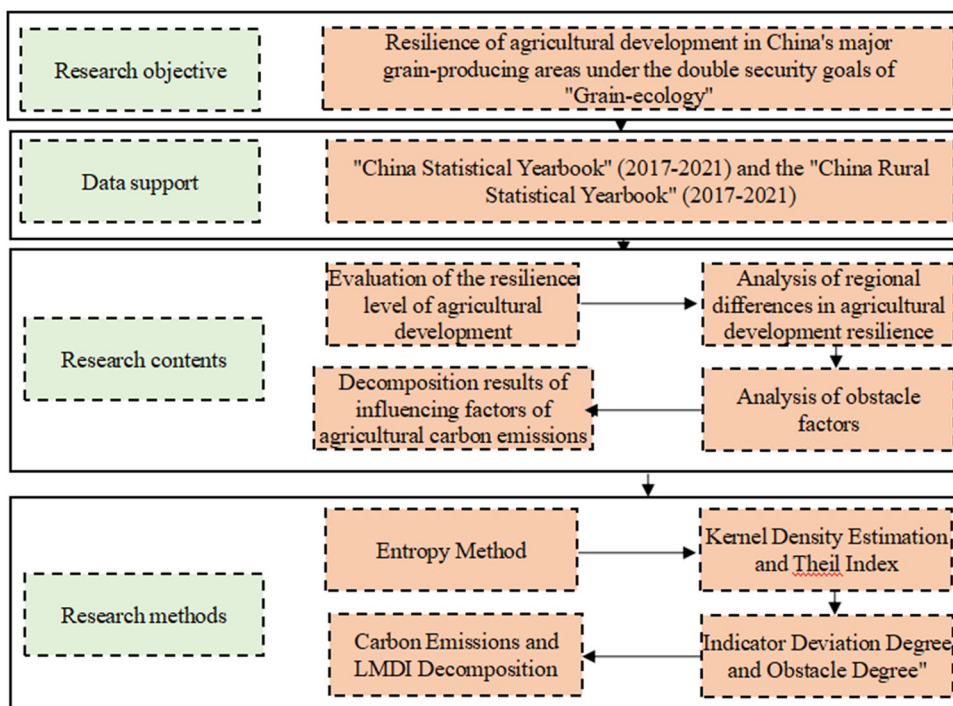 Research objective
Resilience of agricultural development in China's major
grain-producing areas under the double security goals of
"Grain-ecology"
Data support
"China Statistical Yearbook" (2017-2021) and the "China Rural
Statistical Yearbook" (2017-2021)
Research contents
Evaluation of the resilience
level of agricultural
development
Analysis of regional
differences in agricultural
development resilience
Decomposition results of
influencing factors of
agricultural carbon emissions
Analysis of obstacle
factors
Research methods
Entropy Method
Kernel Density Estimation
and Theil Index
Carbon Emissions and
LMDI Decomposition
Indicator Deviation Degree
and Obstacle Degree"